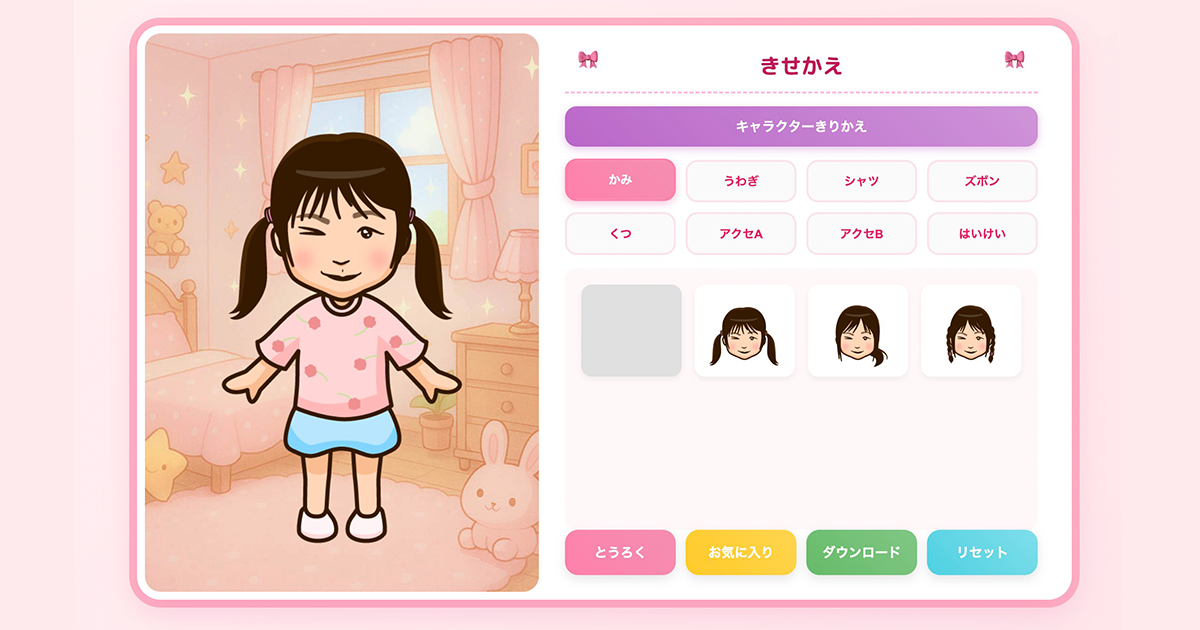 きせかえ
キャラクターきりかえ
かみ
うわぎ
シャツ
ズボン
くつ
アクセA
アクセB
はいけい
とうろく
お気に入り
ダウンロード
リセット